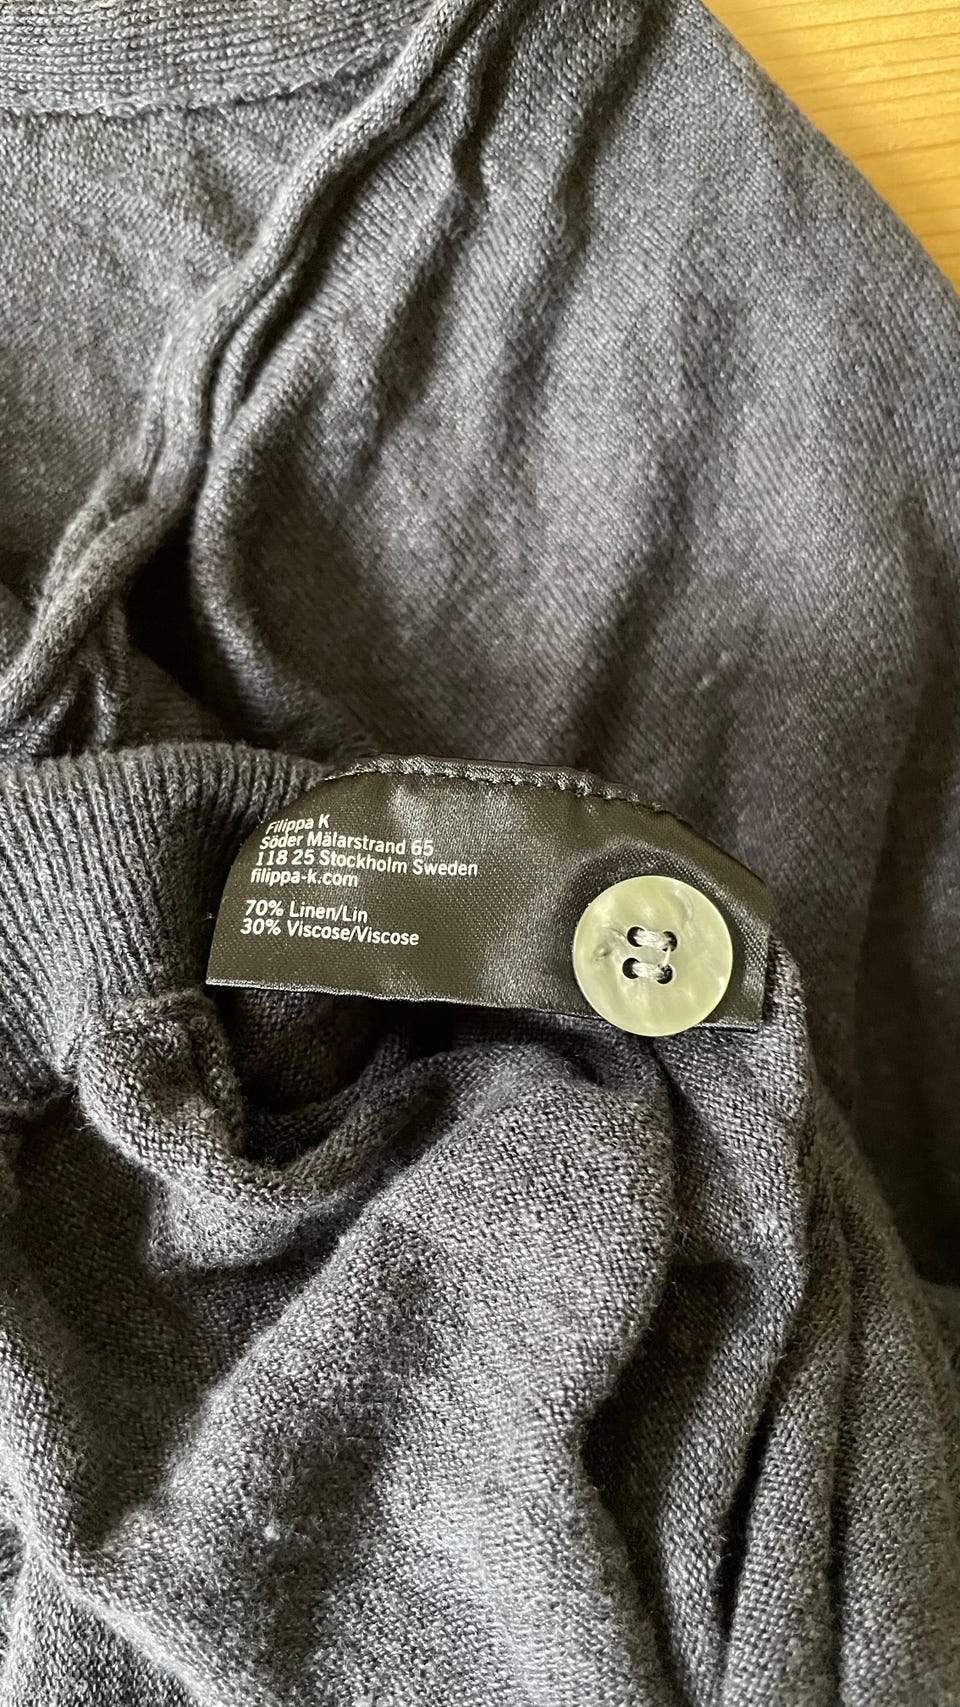 Filippa K
Söder Mälarstrand 65
118 25 Stockholm Sweden
filippa-k.com
70% Linen/Lin
30% Viscose/Viscose